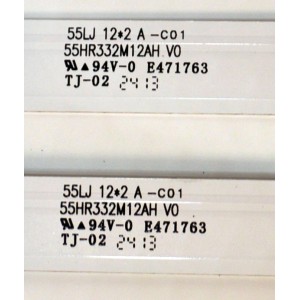 55LJ 12*2 A -C01
55HR332M12AH V0
▲94V-0 E471763
TJ-02 2413
55LJ 12*2 A -C01
55HR332M12AH V0
▲94V-0 E471763
TJ-02 2413